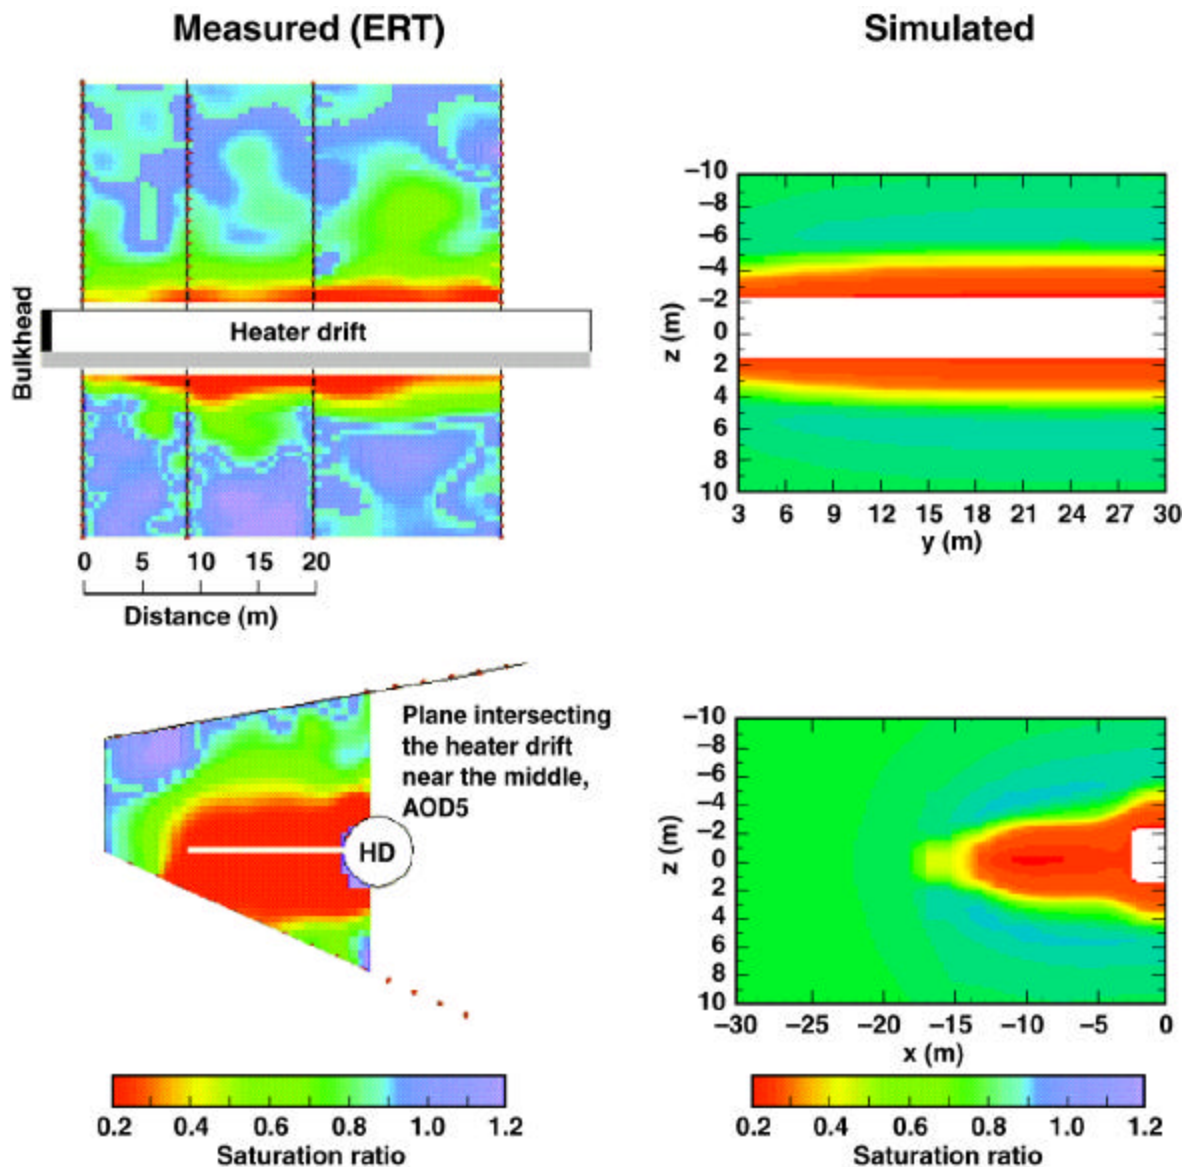 Measured (ERT)
Simulated
Bulkhead
Heater drift
0 5 10 15 20
Distance (m)
–10
–8
–6
–4
–2
0
2
4
6
8
10
z (m)
3 6 9 12 15 18 21 24 27 30
y (m)
Plane intersecting
the heater drift
near the middle,
AOD5
HD
–10
–8
–6
–4
–2
0
2
4
6
8
10
z (m)
–30 –25 –20 –15 –10 –5 0
x (m)
0.2 0.4 0.6 0.8 1.0 1.2
Saturation ratio
0.2 0.4 0.6 0.8 1.0 1.2
Saturation ratio